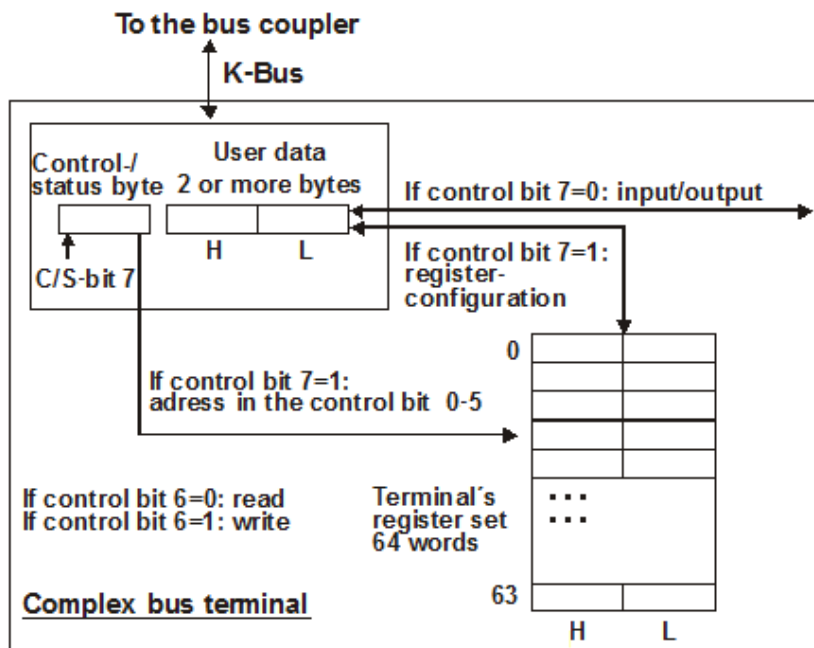 To the bus coupler
K-Bus
Control-/
status byte
User data
2 or more bytes
H L
C/S-bit 7
If control bit 7=0: input/output
If control bit 7=1:
register-
configuration
If control bit 7=1:
adress in the control bit 0-5
0
If control bit 6=0: read
If control bit 6=1: write
Terminal´s
register set
64 words
...
...
63
H L
Complex bus terminal